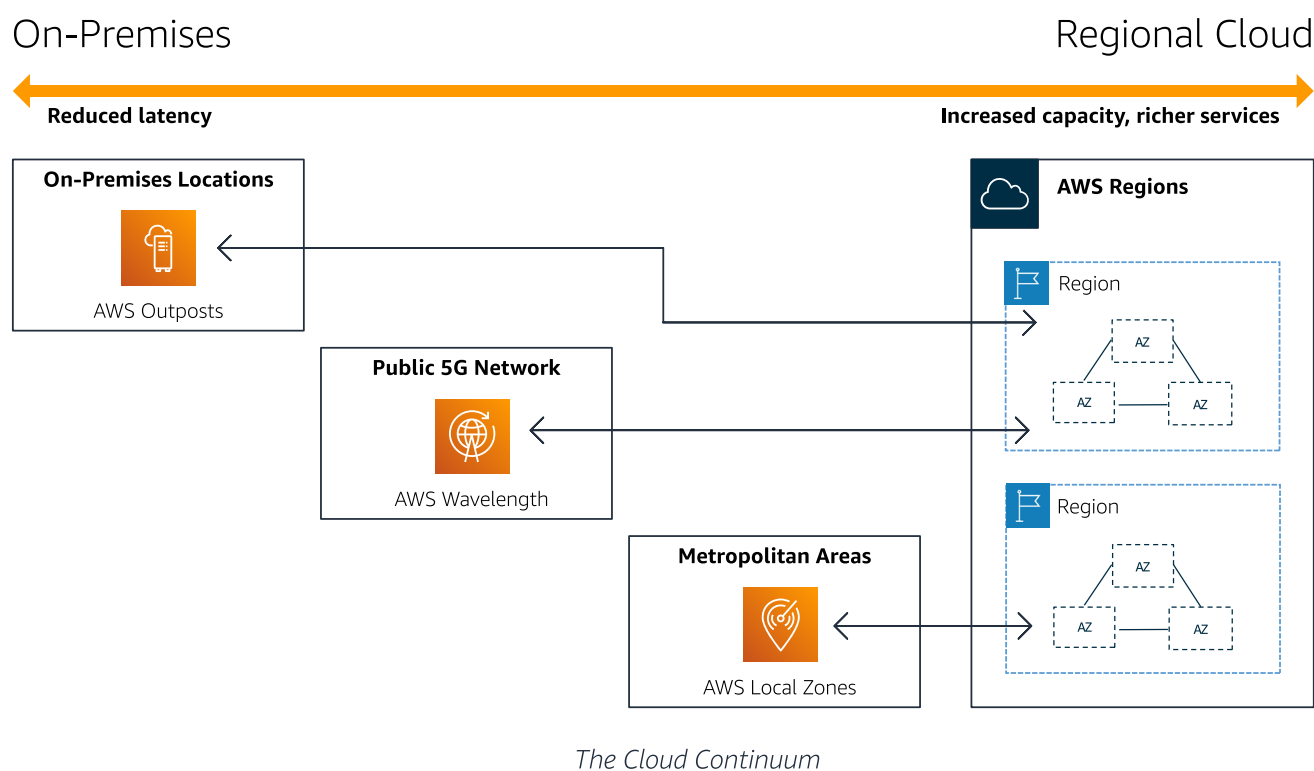 On-Premises
Regional Cloud
Reduced latency
Increased capacity, richer services
On-Premises Locations
AWS Outposts
Public 5G Network
AWS Wavelength
Metropolitan Areas
AWS Local Zones
AWS Regions
Region
AZ
AZ
AZ
Region
AZ
AZ
AZ
The Cloud Continuum